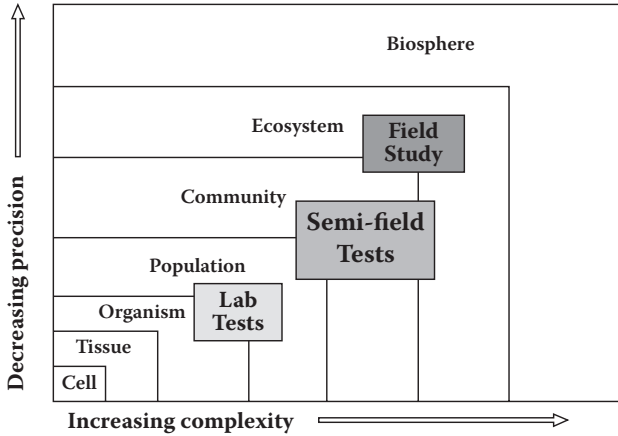 Biosphere
Ecosystem
Field
Study
Community
Semi-field
Tests
Population
Lab
Tests
Organism
Tissue
Cell
Decreasing precision
Increasing complexity